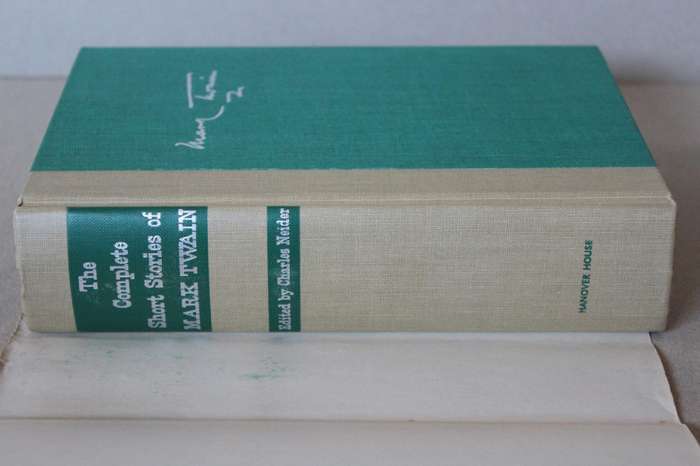 Mark Twain
The
Complete
Short Stories of
MARK TWAIN
Edited by Charles Neider
HANOVER HOUSE